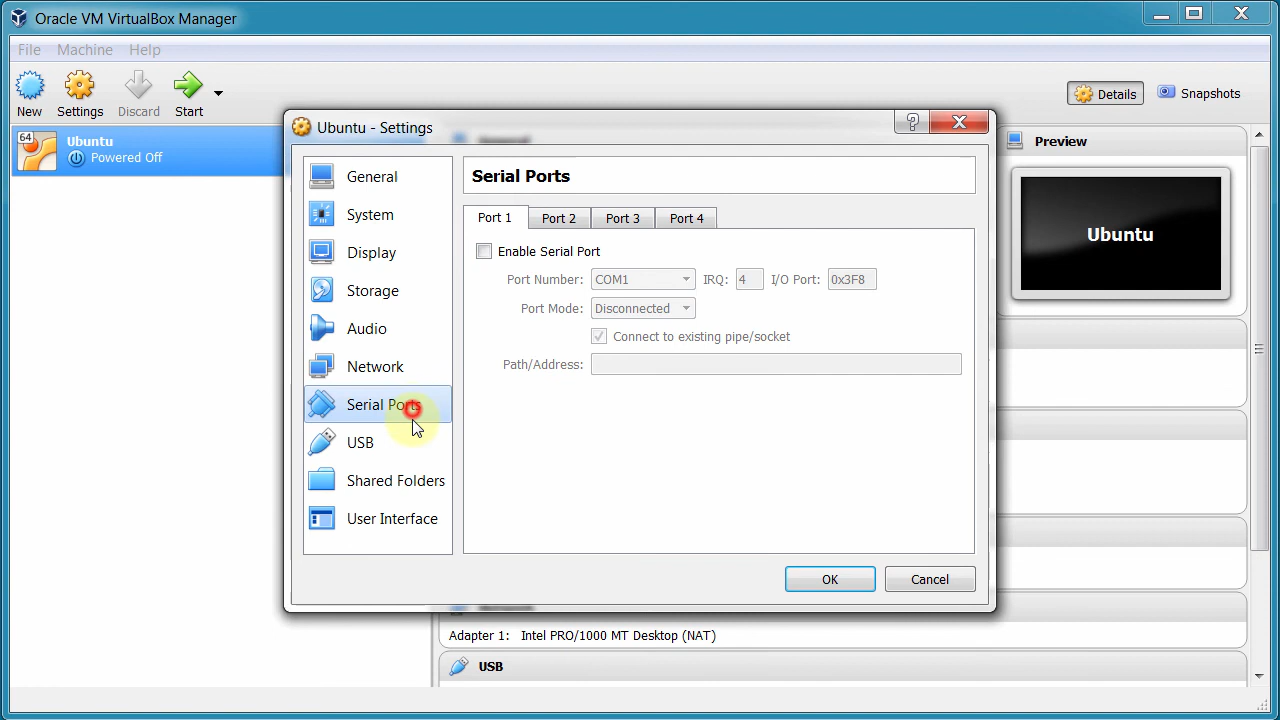 Oracle VM VirtualBox Manager
File Machine Help
New Settings Discard Start
Details Snapshots
64
Ubuntu
Powered Off
Preview
Ubuntu
Ubuntu - Settings
General
System
Display
Storage
Audio
Network
Serial Ports
USB
Shared Folders
User Interface
Serial Ports
Port 1 Port 2 Port 3 Port 4
Enable Serial Port
Port Number: COM1 IRQ: 4 I/O Port: 0x3F8
Port Mode: Disconnected
Connect to existing pipe/socket
Path/Address:
OK Cancel
Adapter 1: Intel PRO/1000 MT Desktop (NAT)
USB